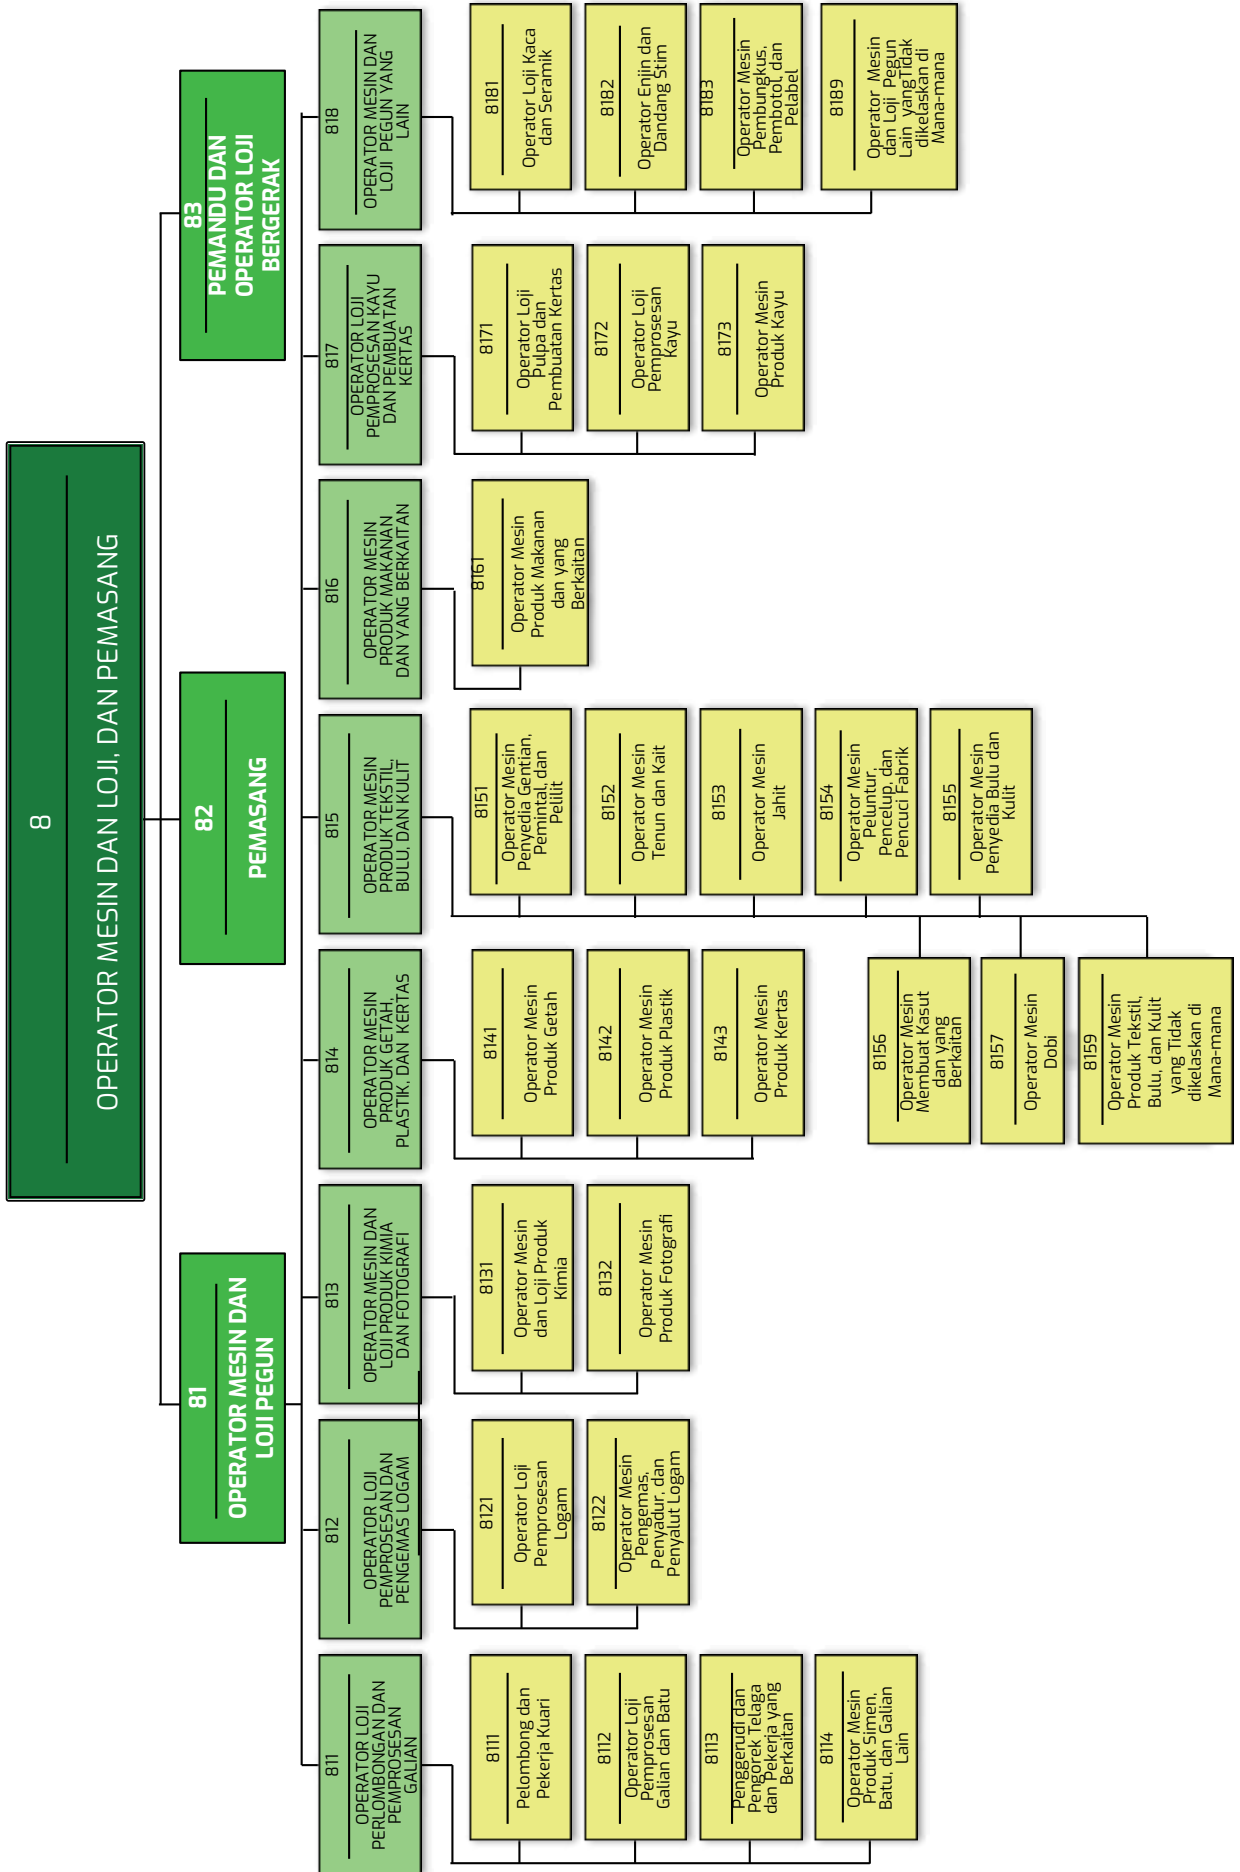 8
OPERATOR MESIN DAN LOJI, DAN PEMASANG
81
OPERATOR MESIN DAN
LOJI PEGUN
82
PEMASANG
83
PEMANDU DAN
OPERATOR LOJI
BERGERAK
811
OPERATOR LOJI
PERLOMBONGAN DAN
PEMPROSESAN
GALIAN
812
OPERATOR LOJI
PEMPROSESAN DAN
PENGEMAS LOGAM
813
OPERATOR MESIN DAN
LOJI PRODUK KIMIA
DAN FOTOGRAFI
814
OPERATOR MESIN
PRODUK GETAH,
PLASTIK, DAN KERTAS
815
OPERATOR MESIN
PRODUK TEKSTIL,
BULU, DAN KULIT
816
OPERATOR MESIN
PRODUK MAKANAN
DAN YANG BERKAITAN
817
OPERATOR LOJI
PEMPROSESAN KAYU
DAN PEMBUATAN
KERTAS
818
OPERATOR MESIN DAN
LOJI PEGUN YANG
LAIN
8111
Pelombong dan
Pekerja Kuari
8112
Operator Loji
Pemprosesan
Galian dan Batu
8113
Penggerudi dan
Pengorek Telaga
dan Pekerja yang
Berkaitan
8114
Operator Mesin
Produk Simen,
Batu, dan Galian
Lain
8121
Operator Loji
Pemprosesan
Logam
8122
Operator Mesin
Pengemas,
Penyadur, dan
Penyalut Logam
8131
Operator Mesin
dan Loji Produk
Kimia
8132
Operator Mesin
Produk Fotografi
8141
Operator Mesin
Produk Getah
8142
Operator Mesin
Produk Plastik
8143
Operator Mesin
Produk Kertas
8151
Operator Mesin
Penyedia Gentian,
Pemintal, dan
Pelilit
8152
Operator Mesin
Tenun dan Kait
8153
Operator Mesin
Jahit
8154
Operator Mesin
Peluntur,
Pencelup, dan
Pencuci Fabrik
8155
Operator Mesin
Penyedia Bulu dan
Kulit
8156
Operator Mesin
Membuat Kasut
dan yang
Berkaitan
8157
Operator Mesin
Dobi
8159
Operator Mesin
Produk Tekstil,
Bulu, dan Kulit
yang Tidak
dikelaskan di
Mana-mana
8161
Operator Mesin
Produk Makanan
dan yang
Berkaitan
8171
Operator Loji
Pulpa dan
Pembuatan Kertas
8172
Operator Loji
Pemprosesan
Kayu
8173
Operator Mesin
Produk Kayu
8181
Operator Loji Kaca
dan Seramik
8182
Operator Enjin dan
Dandang Stim
8183
Operator Mesin
Pembungkus,
Pembotol, dan
Pelabel
8189
Operator Mesin
dan Loji Pegun
Lain yang Tidak
dikelaskan di
Mana-mana